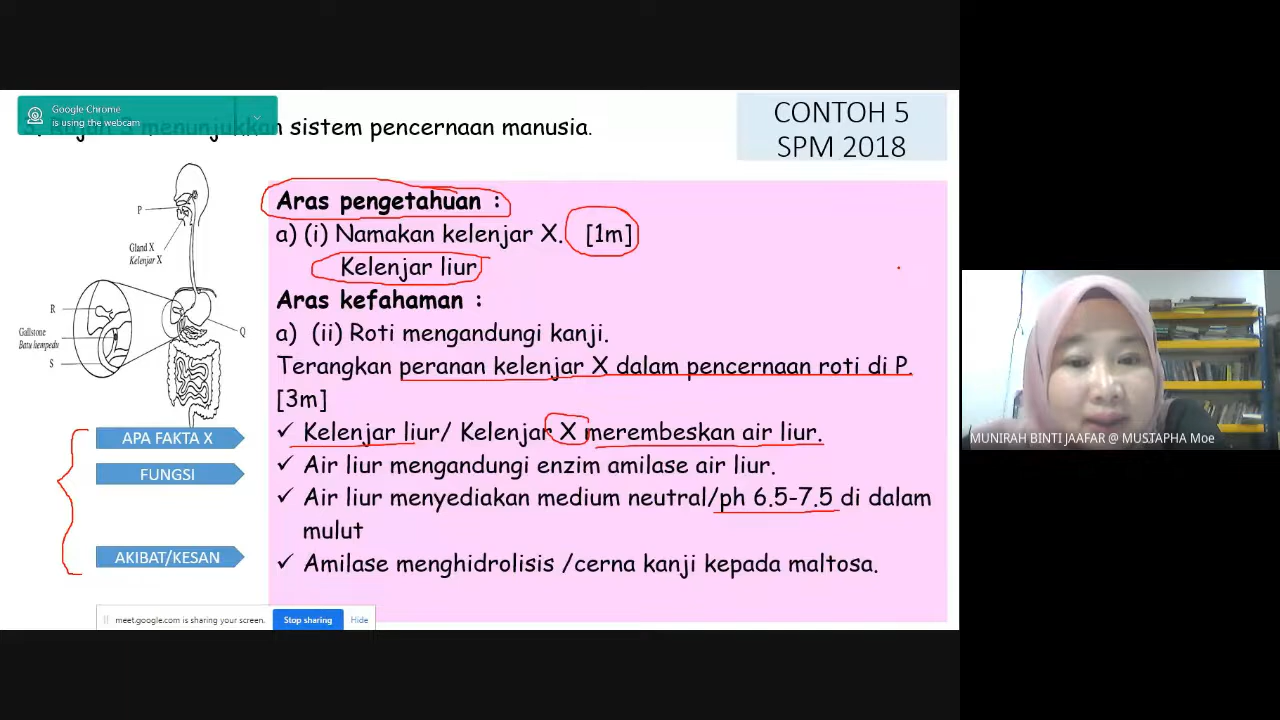 Google Chrome
is using the webcam
menunjukkan sistem pencernaan manusia.
CONTOH 5
SPM 2018
P
Gland X
Kelenjar X
R
Gallstone
Batu hempedu
S
Q
Aras pengetahuan :
a) (i) Namakan kelenjar X. [1m]
Kelenjar liur
Aras kefahaman :
a) (ii) Roti mengandungi kanji.
Terangkan peranan kelenjar X dalam pencernaan roti di P.
[3m]
✓ Kelenjar liur/ Kelenjar X merembeskan air liur.
✓ Air liur mengandungi enzim amilase air liur.
✓ Air liur menyediakan medium neutral/ph 6.5-7.5 di dalam
mulut
✓ Amilase menghidrolisis /cerna kanji kepada maltosa.
APA FAKTA X
FUNGSI
AKIBAT/KESAN
meet.google.com is sharing your screen.
Stop sharing
Hide
MUNIRAH BINTI JAAFAR @ MUSTAPHA Moe